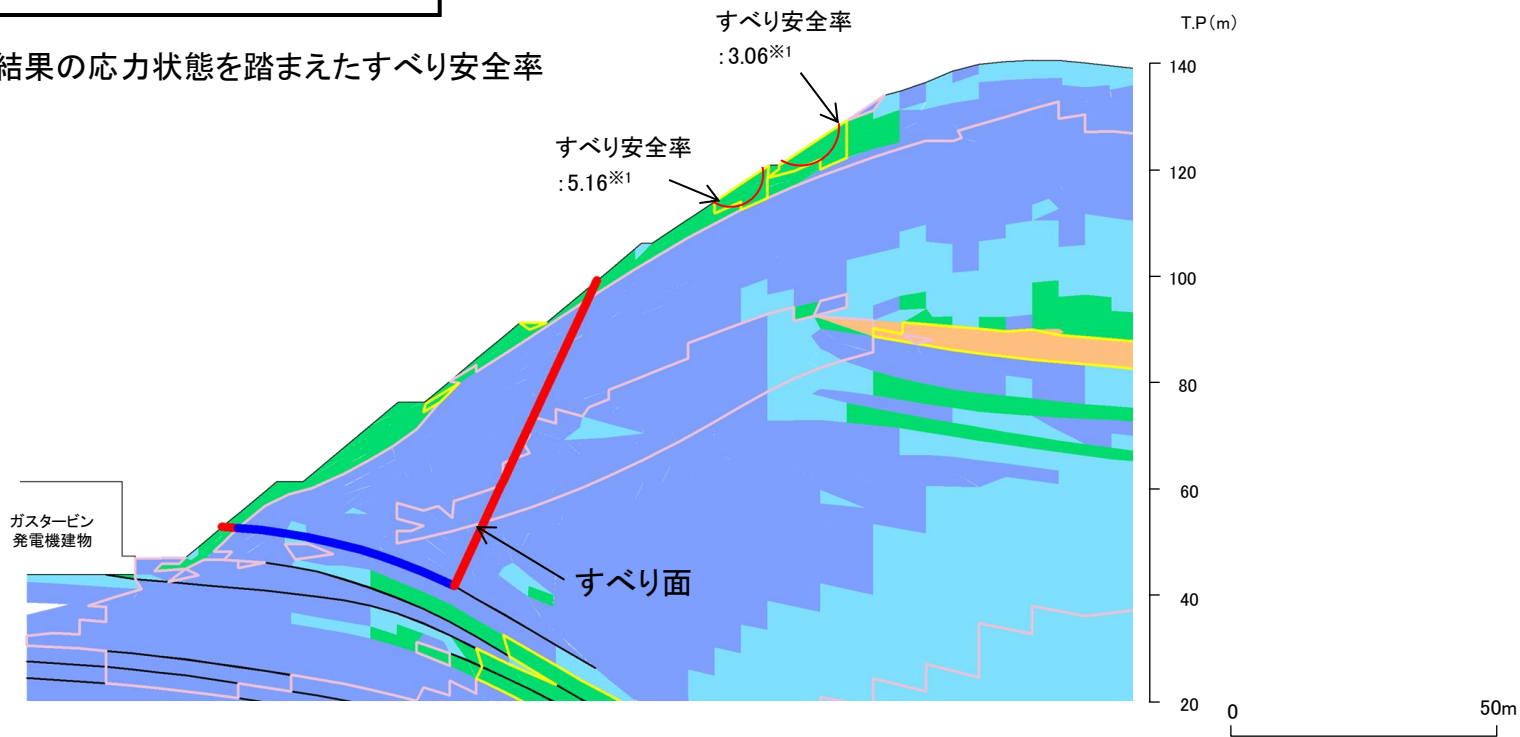 すべり安全率
:3.06※1
T.P(m)
結果の応力状態を踏まえたすべり安全率
140
すべり安全率
:5.16※1
120
100
80
60
ガスタービン
発電機建物
すべり面
40
20
0
50m